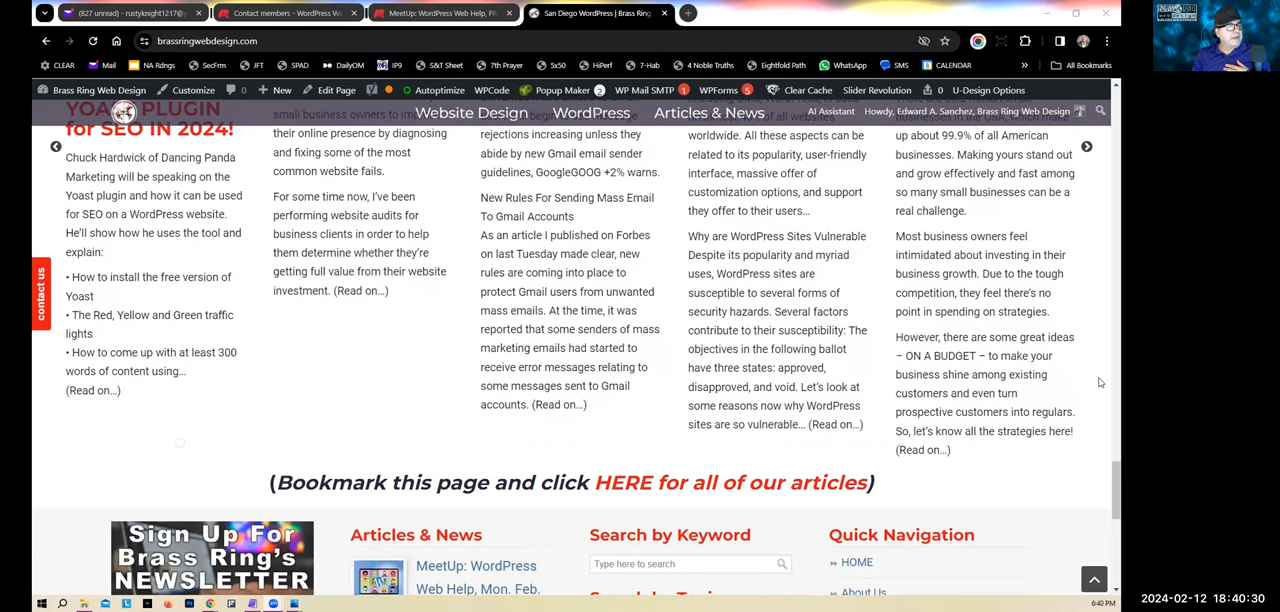 (827 unread) - rustyknight1217@y
Contact members - WordPress W
MeetUp: WordPress Web Help, P
San Diego WordPress | Brass Ring
brassringwebdesign.com
CLEAR
Mail
NA Rdngs
SecFrm
JFT
SPAD
DailyOM
IP9
S&T Sheet
7th Prayer
5x50
HiPerf
7-Hab
4 Noble Truths
Eightfold Path
WhatsApp
SMS
CALENDAR
All Bookmarks
Brass Ring Web Design
Customize
0
New
Edit Page
Autoptimize
WPCode
Popup Maker 2
WP Mail SMTP 1
WPForms 5
Clear Cache
Slider Revolution
0
U-Design Options
Website Design
WordPress
Articles & News
AI Assistant
Howdy, Paul A. Sanchez, Brass Ring Web Design
YOAST PLUGIN
for SEO IN 2024!
Chuck Hardwick of Dancing Panda
Marketing will be speaking on the
Yoast plugin and how it can be used
for SEO on a WordPress website.
He'll show how he uses the tool and
explain:
• How to install the free version of
Yoast
• The Red, Yellow and Green traffic
lights
• How to come up with at least 300
words of content using...
(Read on...)
small business owners to improve
their online presence by diagnosing
and fixing some of the most
common website fails.
For some time now, I've been
performing website audits for
business clients in order to help
them determine whether they're
getting full value from their website
investment. (Read on...)
rejections increasing unless they
abide by new Gmail email sender
guidelines, GoogleGOOG +2% warns.
New Rules For Sending Mass Email
To Gmail Accounts
As an article I published on Forbes
on last Tuesday made clear, new
rules are coming into place to
protect Gmail users from unwanted
mass emails. At the time, it was
reported that some senders of mass
marketing emails had started to
receive error messages relating to
some messages sent to Gmail
accounts. (Read on...)
worldwide. All these aspects can be
related to its popularity, user-friendly
interface, massive offer of
customization options, and support
they offer to their users...
Why are WordPress Sites Vulnerable
Despite its popularity and myriad
uses, WordPress sites are
susceptible to several forms of
security hazards. Several factors
contribute to their susceptibility: The
objectives in the following ballot
have three states: approved,
disapproved, and void. Let's look at
some reasons now why WordPress
sites are so vulnerable... (Read on...)
up about 99.9% of all American
businesses. Making yours stand out
and grow effectively and fast among
so many small businesses can be a
real challenge.
Most business owners feel
intimidated about investing in their
business growth. Due to the tough
competition, they feel there's no
point in spending on strategies.
However, there are some great ideas
– ON A BUDGET – to make your
business shine among existing
customers and even turn
prospective customers into regulars.
So, let's know all the strategies here!
(Read on...)
contact us
(Bookmark this page and click HERE for all of our articles)
Sign Up For
Brass Ring's
NEWSLETTER
Articles & News
MeetUp: WordPress
Web Help, Mon. Feb.
Search by Keyword
Type here to search
Quick Navigation
HOME
About Us
6:40 PM
2024-02-12 18:40:30